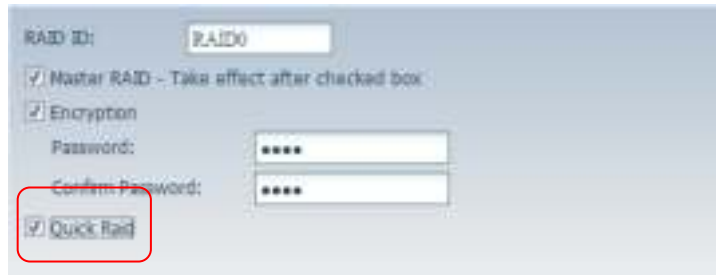 RAID ID: RAID0
Master RAID - Take effect after checked box
Encryption
Password: ••••
Confirm Password: ••••
Quick Raid